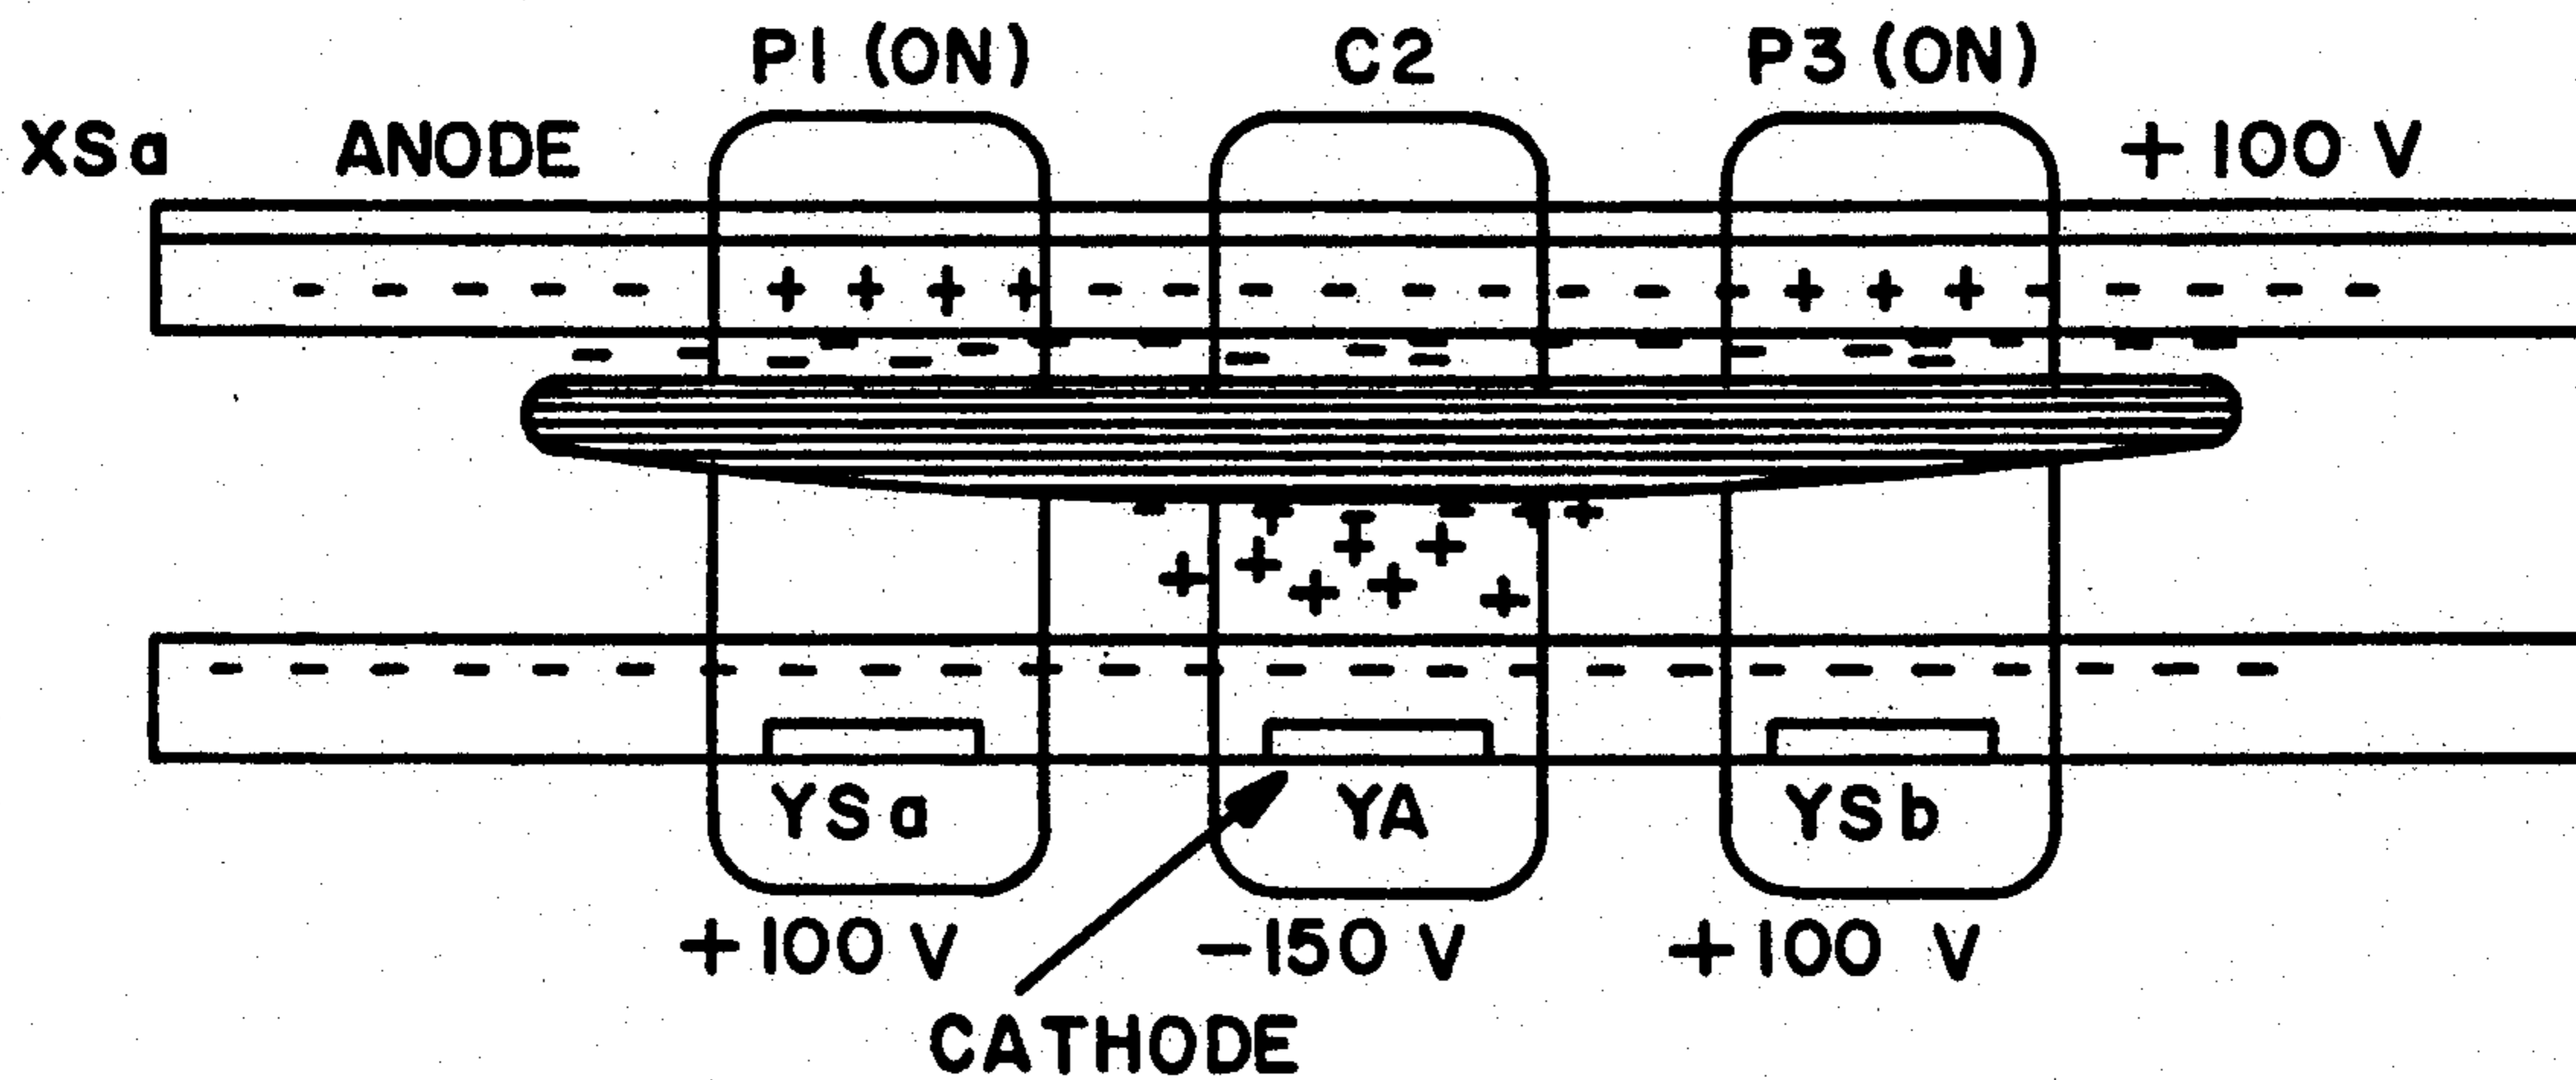 P1 (ON) C2 P3 (ON)
XSa ANODE +100 V
YSa YA YSb
+100 V -150 V +100 V
CATHODE